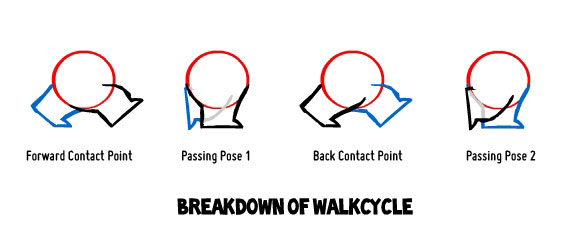 Forward Contact Point
Passing Pose 1
Back Contact Point
Passing Pose 2
BREAKDOWN OF WALKCYCLE